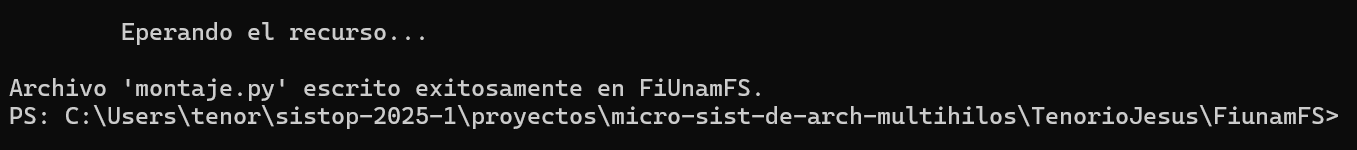 Eperando el recurso...
Archivo 'montaje.py' escrito exitosamente en FiUnamFS.
PS: C:\Users\tenor\sistop-2025-1\proyectos\micro-sist-de-arch-multihilos\TenorioJesus\FiunamFS>